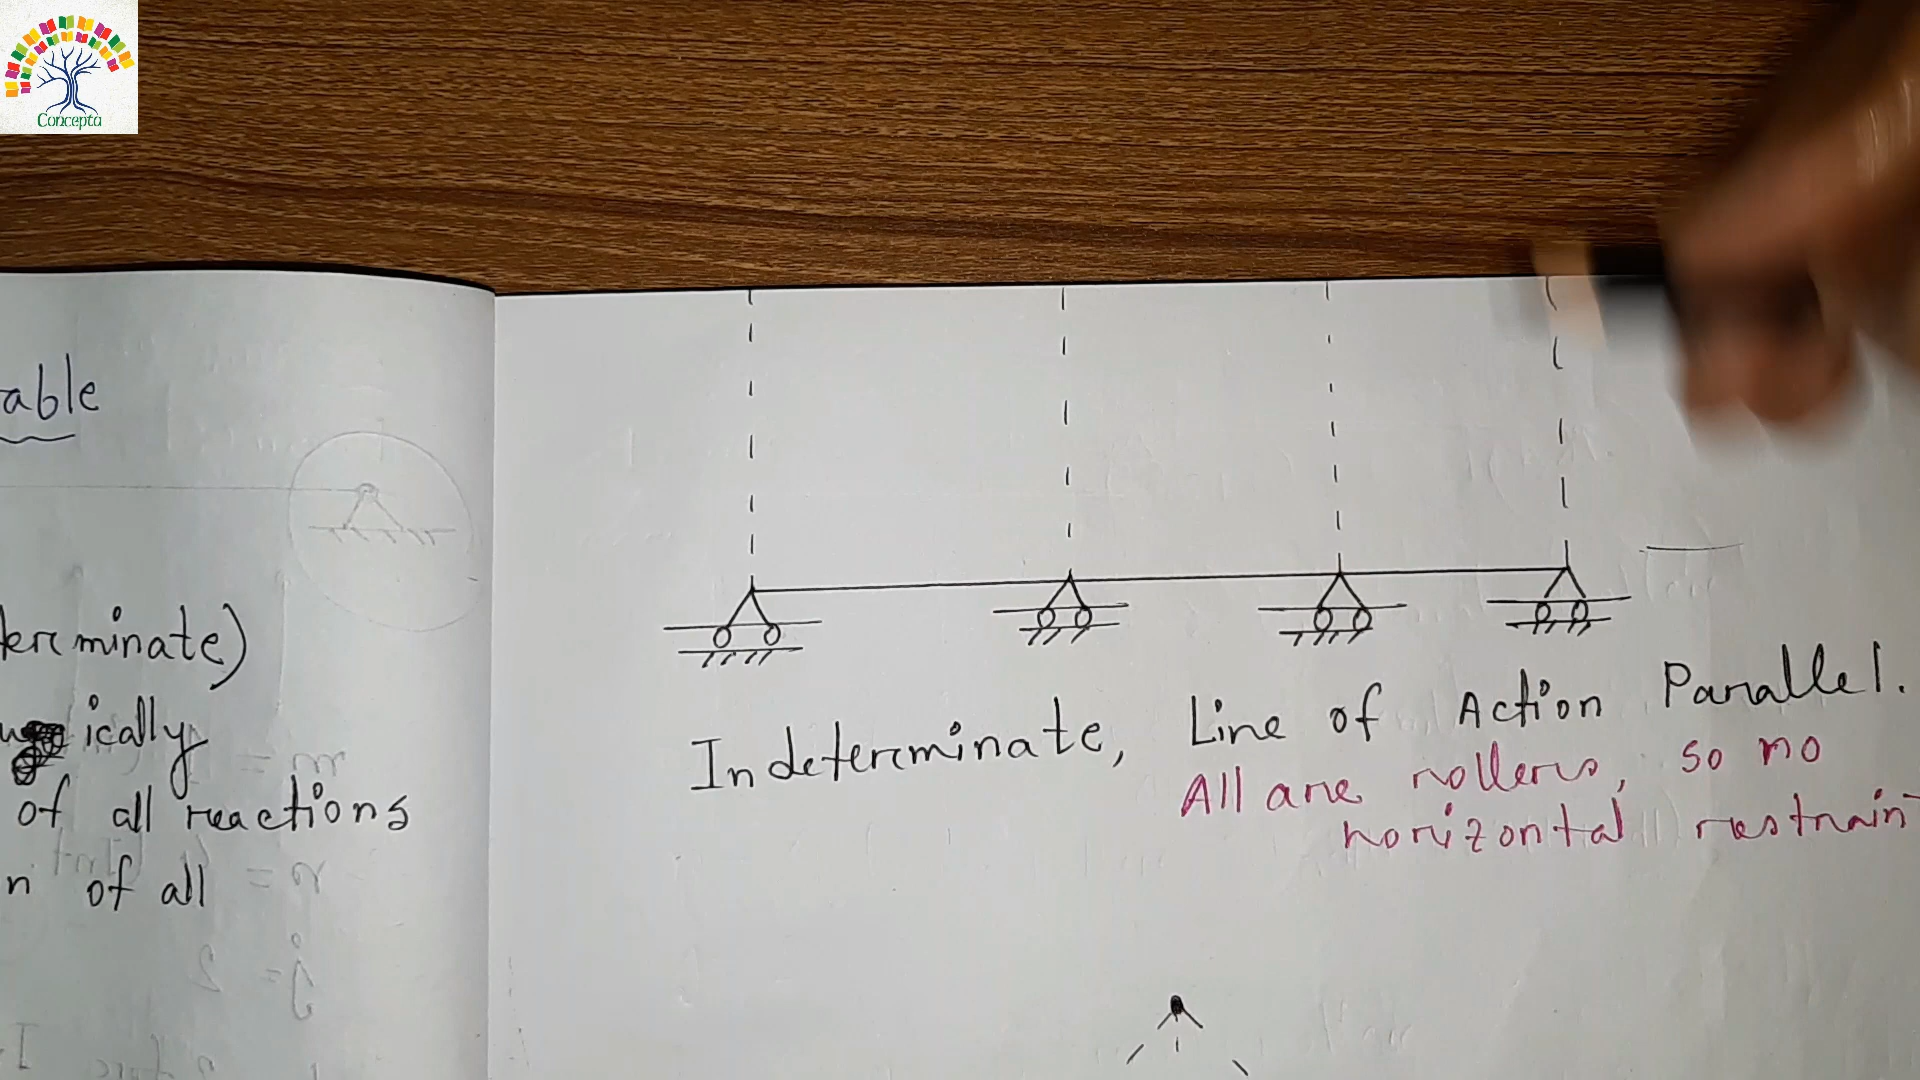 Concepta
able
terminate)
ically
of all reactions
n of all
Indeterminate, Line of Action Parallel.
All are rollers, so no
horizontal restrain